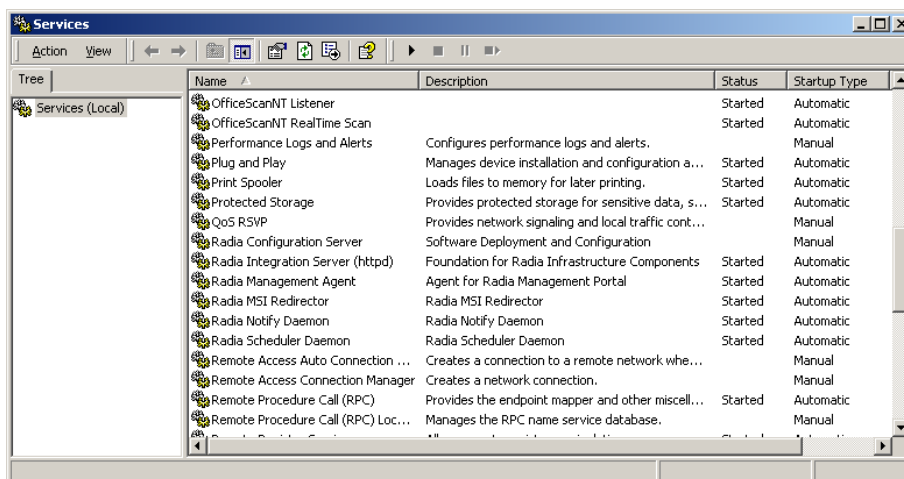 Services
Action View
Tree
Name Description Status Startup Type
Services (Local)
OfficeScanNT Listener Started Automatic
OfficeScanNT RealTime Scan Started Automatic
Performance Logs and Alerts Configures performance logs and alerts. Manual
Plug and Play Manages device installation and configuration a... Started Automatic
Print Spooler Loads files to memory for later printing. Started Automatic
Protected Storage Provides protected storage for sensitive data, s... Started Automatic
QoS RSVP Provides network signaling and local traffic cont... Manual
Radia Configuration Server Software Deployment and Configuration Manual
Radia Integration Server (httpd) Foundation for Radia Infrastructure Components Started Automatic
Radia Management Agent Agent for Radia Management Portal Started Automatic
Radia MSI Redirector Radia MSI Redirector Started Automatic
Radia Notify Daemon Radia Notify Daemon Started Automatic
Radia Scheduler Daemon Radia Scheduler Daemon Started Automatic
Remote Access Auto Connection ... Creates a connection to a remote network whe... Manual
Remote Access Connection Manager Creates a network connection. Manual
Remote Procedure Call (RPC) Provides the endpoint mapper and other miscell... Started Automatic
Remote Procedure Call (RPC) Loc... Manages the RPC name service database. Manual